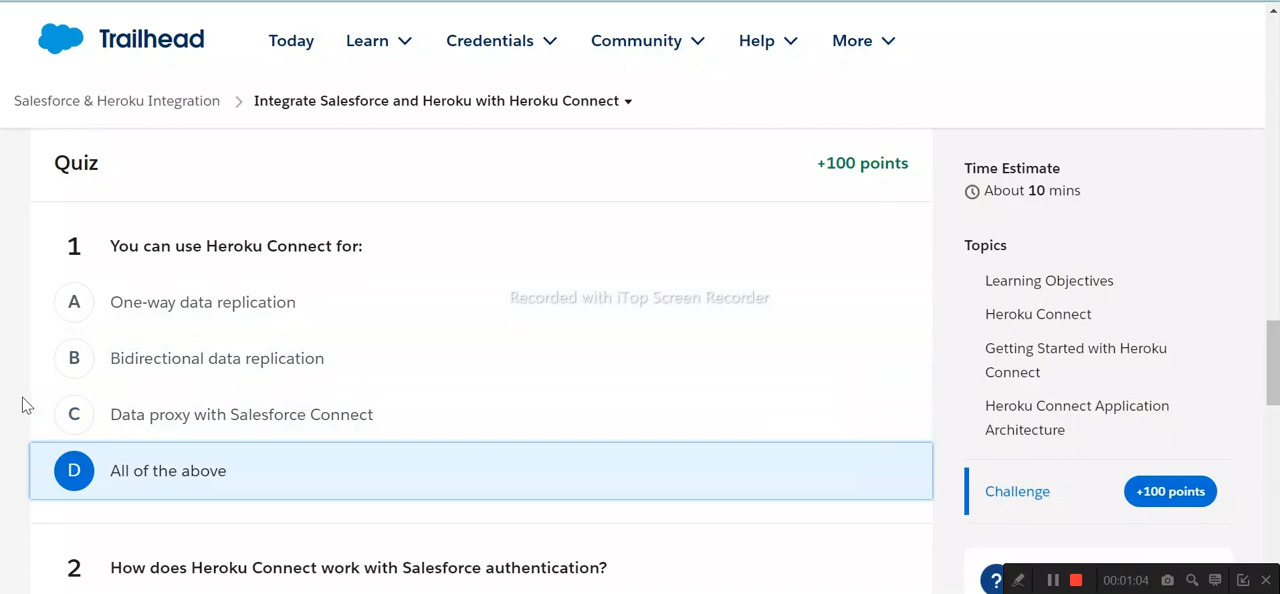 Trailhead
Today Learn Credentials Community Help More
Salesforce & Heroku Integration Integrate Salesforce and Heroku with Heroku Connect
Quiz
+100 points
1 You can use Heroku Connect for:
A One-way data replication
B Bidirectional data replication
C Data proxy with Salesforce Connect
D All of the above
2 How does Heroku Connect work with Salesforce authentication?
Recorded with iTop Screen Recorder
Time Estimate
About 10 mins
Topics
Learning Objectives
Heroku Connect
Getting Started with Heroku
Connect
Heroku Connect Application
Architecture
Challenge +100 points
?
00:01:04